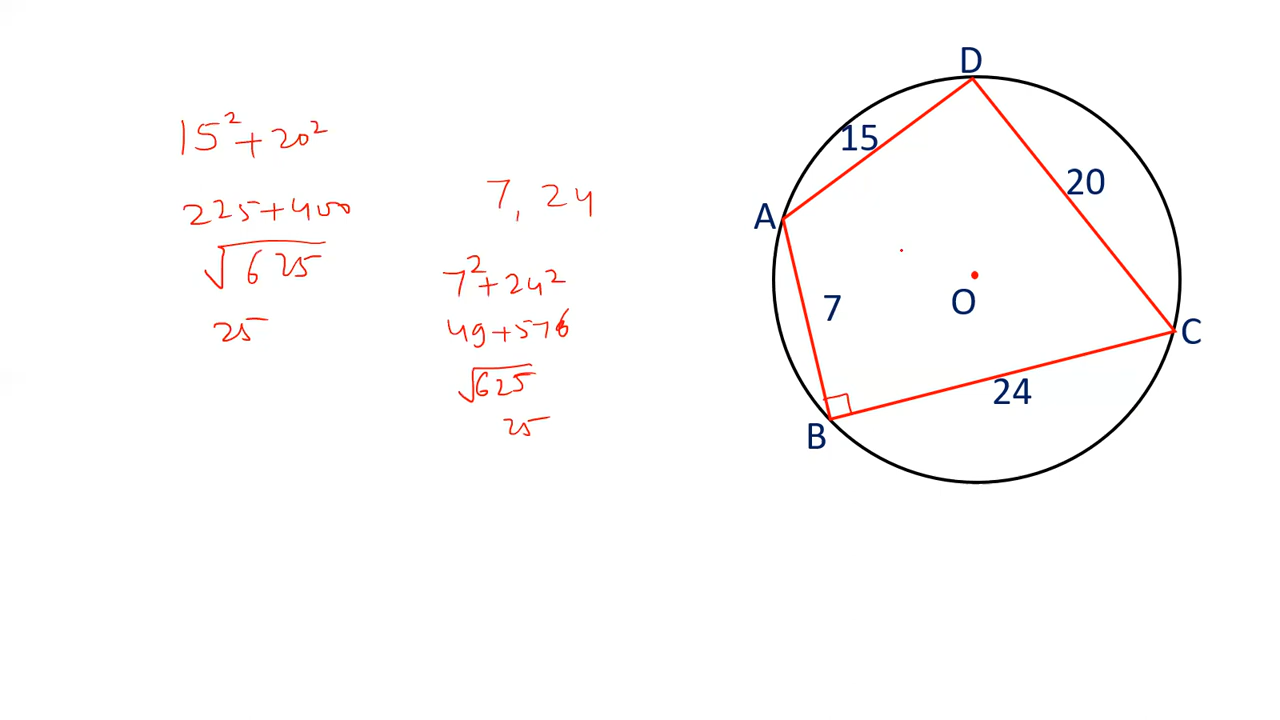 15² + 20²
225 + 400
√625
25
7, 24
7² + 24²
49 + 576
√625
25
D
15
20
A
7
O
C
24
B